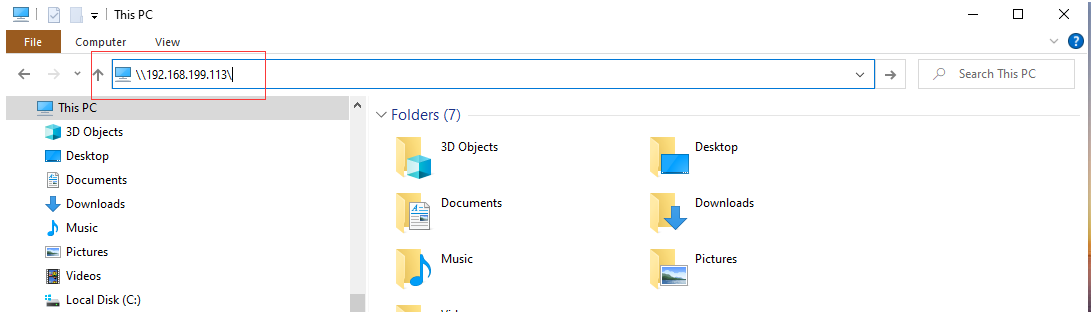 This PC
File Computer View
\\192.168.199.113\
Search This PC
This PC
3D Objects
Desktop
Documents
Downloads
Music
Pictures
Videos
Local Disk (C:)
Folders (7)
3D Objects
Desktop
Documents
Downloads
Music
Pictures